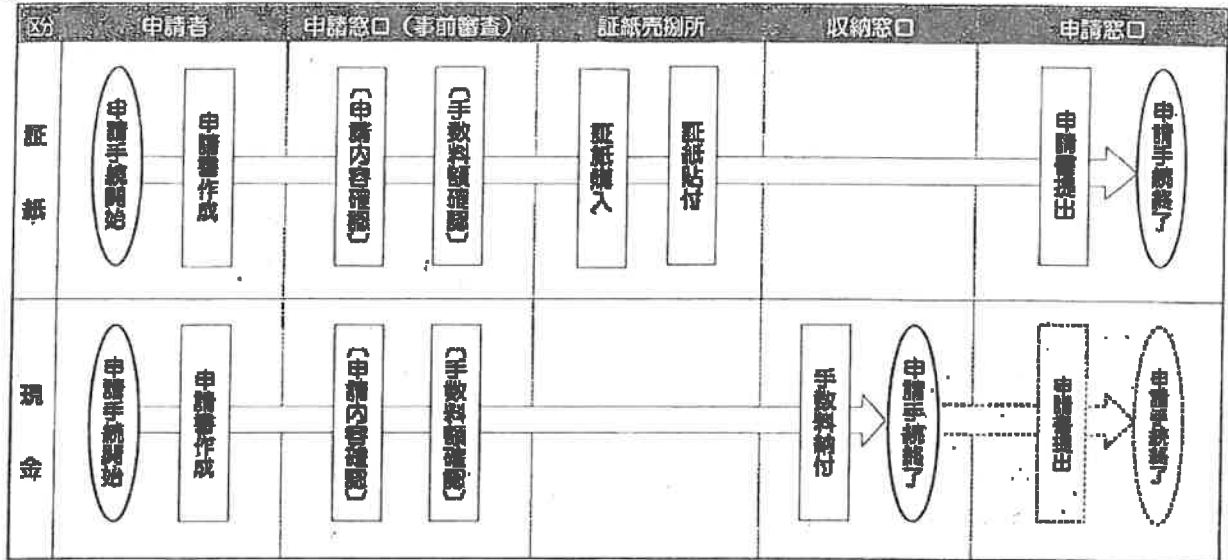 区分
申請者
申請窓口(事前審査)
証紙売捌所
収納窓口
申請窓口
証紙
申請手続開始
申請書作成
〔申請内容確認〕
〔手数料額確認〕
証紙購入
証紙貼付
申請書提出
申請手続終了
現金
申請手続開始
申請書作成
〔申請内容確認〕
〔手数料額確認〕
手数料納付
申請手続終了
申請書提出
申請手続終了